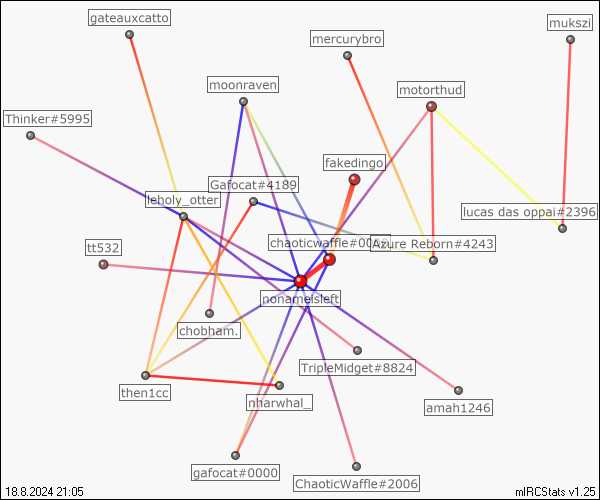 gateauxcatto
mukszi
mercurybro
moonraven
motorthud
Thinker#5995
fakedingo
Gafocat#4189
leholy_otter
lucas das oppai#2396
chaoticwaffle#00
Azure Reborn#4243
tt532
nonamelsleft
chobham.
TripleMidget#8824
then1cc
nharwhal_
amah1246
gafocat#0000
ChaoticWaffle#2006
18.8.2024 21:05
mIRCStats v1.25